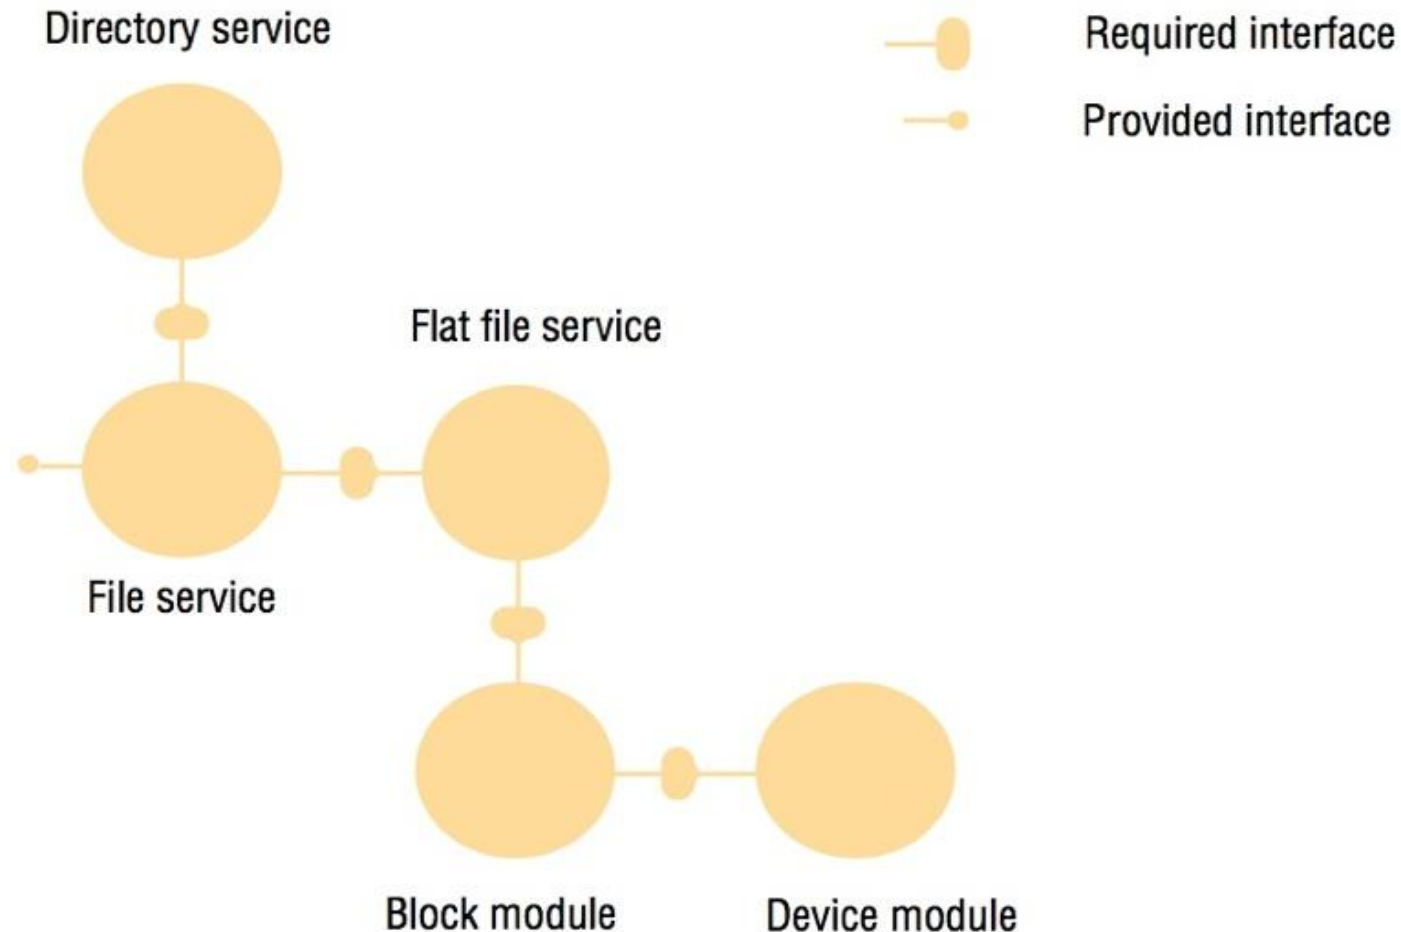 Directory service
Required interface
Provided interface
Flat file service
File service
Block module
Device module